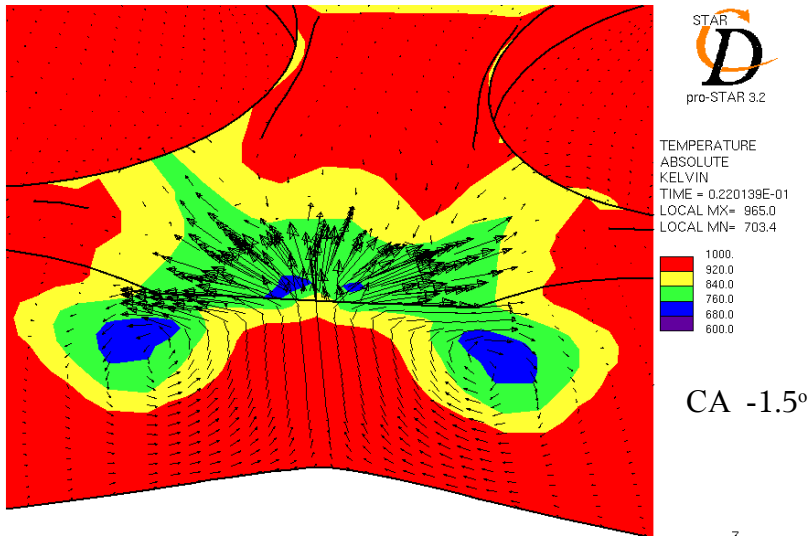 STAR
D
pro-STAR 3.2
TEMPERATURE
ABSOLUTE
KELVIN
TIME = 0.220139E-01
LOCAL MX= 965.0
LOCAL MN= 703.4
1000.
920.0
840.0
760.0
680.0
600.0
CA -1.5º